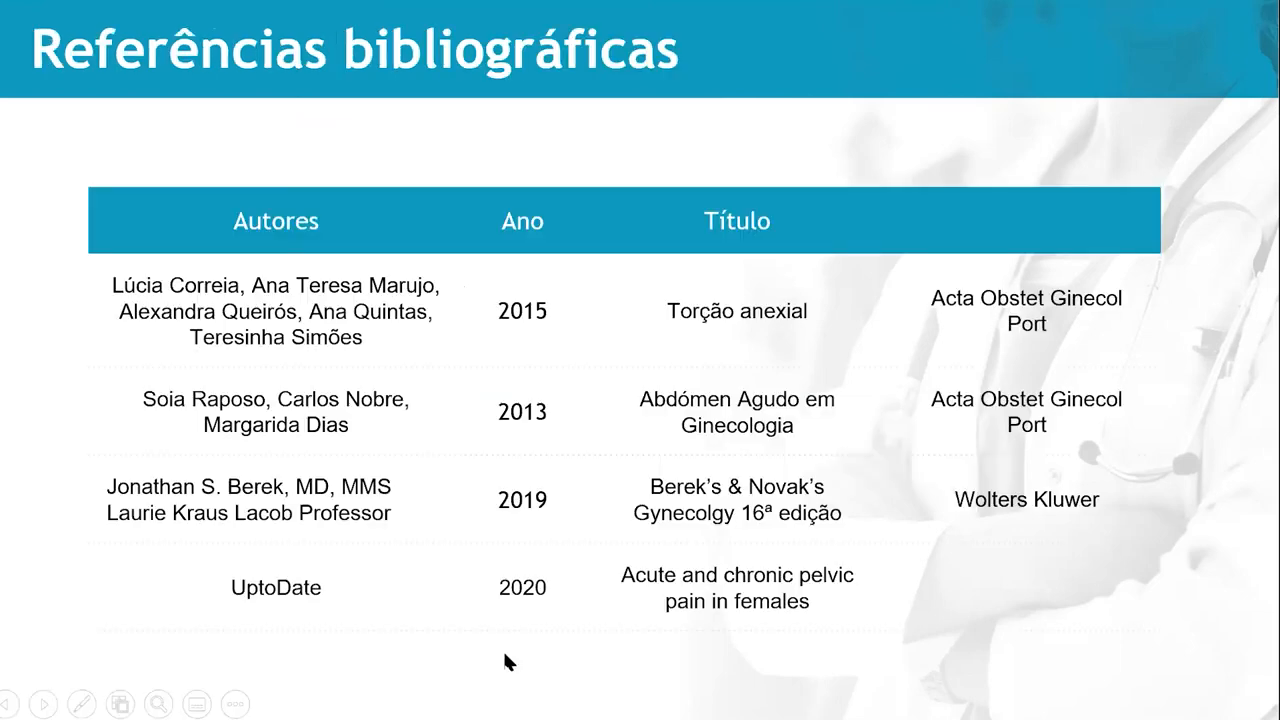 Referências bibliográficas
Autores Ano Título
Lúcia Correia, Ana Teresa Marujo,
Alexandra Queirós, Ana Quintas,
Teresinha Simões
2015
Torção anexial
Acta Obstet Ginecol
Port
Soia Raposo, Carlos Nobre,
Margarida Dias
2013
Abdómen Agudo em
Ginecologia
Acta Obstet Ginecol
Port
Jonathan S. Berek, MD, MMS
Laurie Kraus Lacob Professor
2019
Berek’s & Novak’s
Gynecolgy 16ª edição
Wolters Kluwer
UptoDate
2020
Acute and chronic pelvic
pain in females